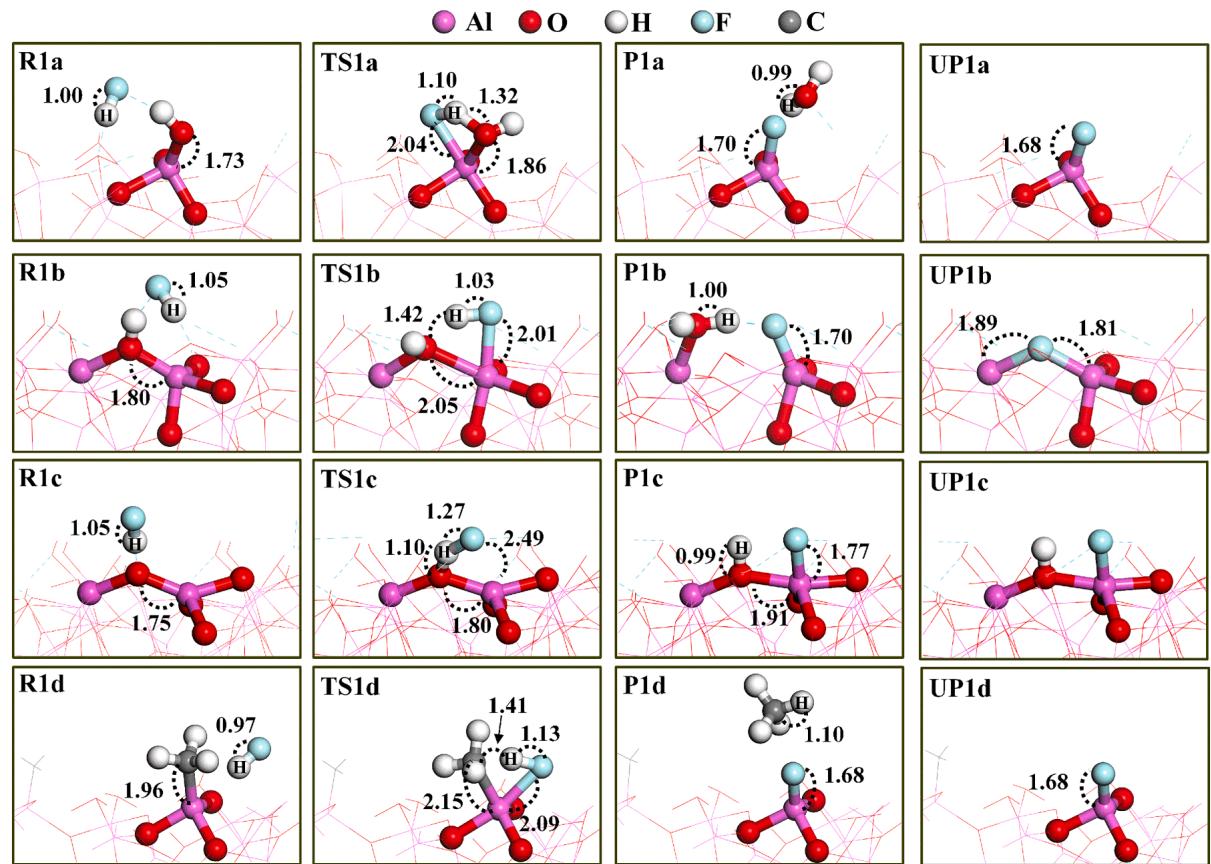 Al O H F C
R1a TS1a P1a UP1a
1.00 H 1.73
1.10 H 1.32 2.04 1.86
0.99 H 1.70
1.68
R1b TS1b P1b UP1b
1.05 H 1.80
1.03 H 1.42 2.01 2.05
1.00 H 1.70
1.89 1.81
R1c TS1c P1c UP1c
1.05 H 1.75
1.27 1.10 H 2.49 1.80
H 0.99 1.77 1.91
R1d TS1d P1d UP1d
0.97 H 1.96
1.41 1.13 H 2.15 2.09
H 1.10 1.68
1.68